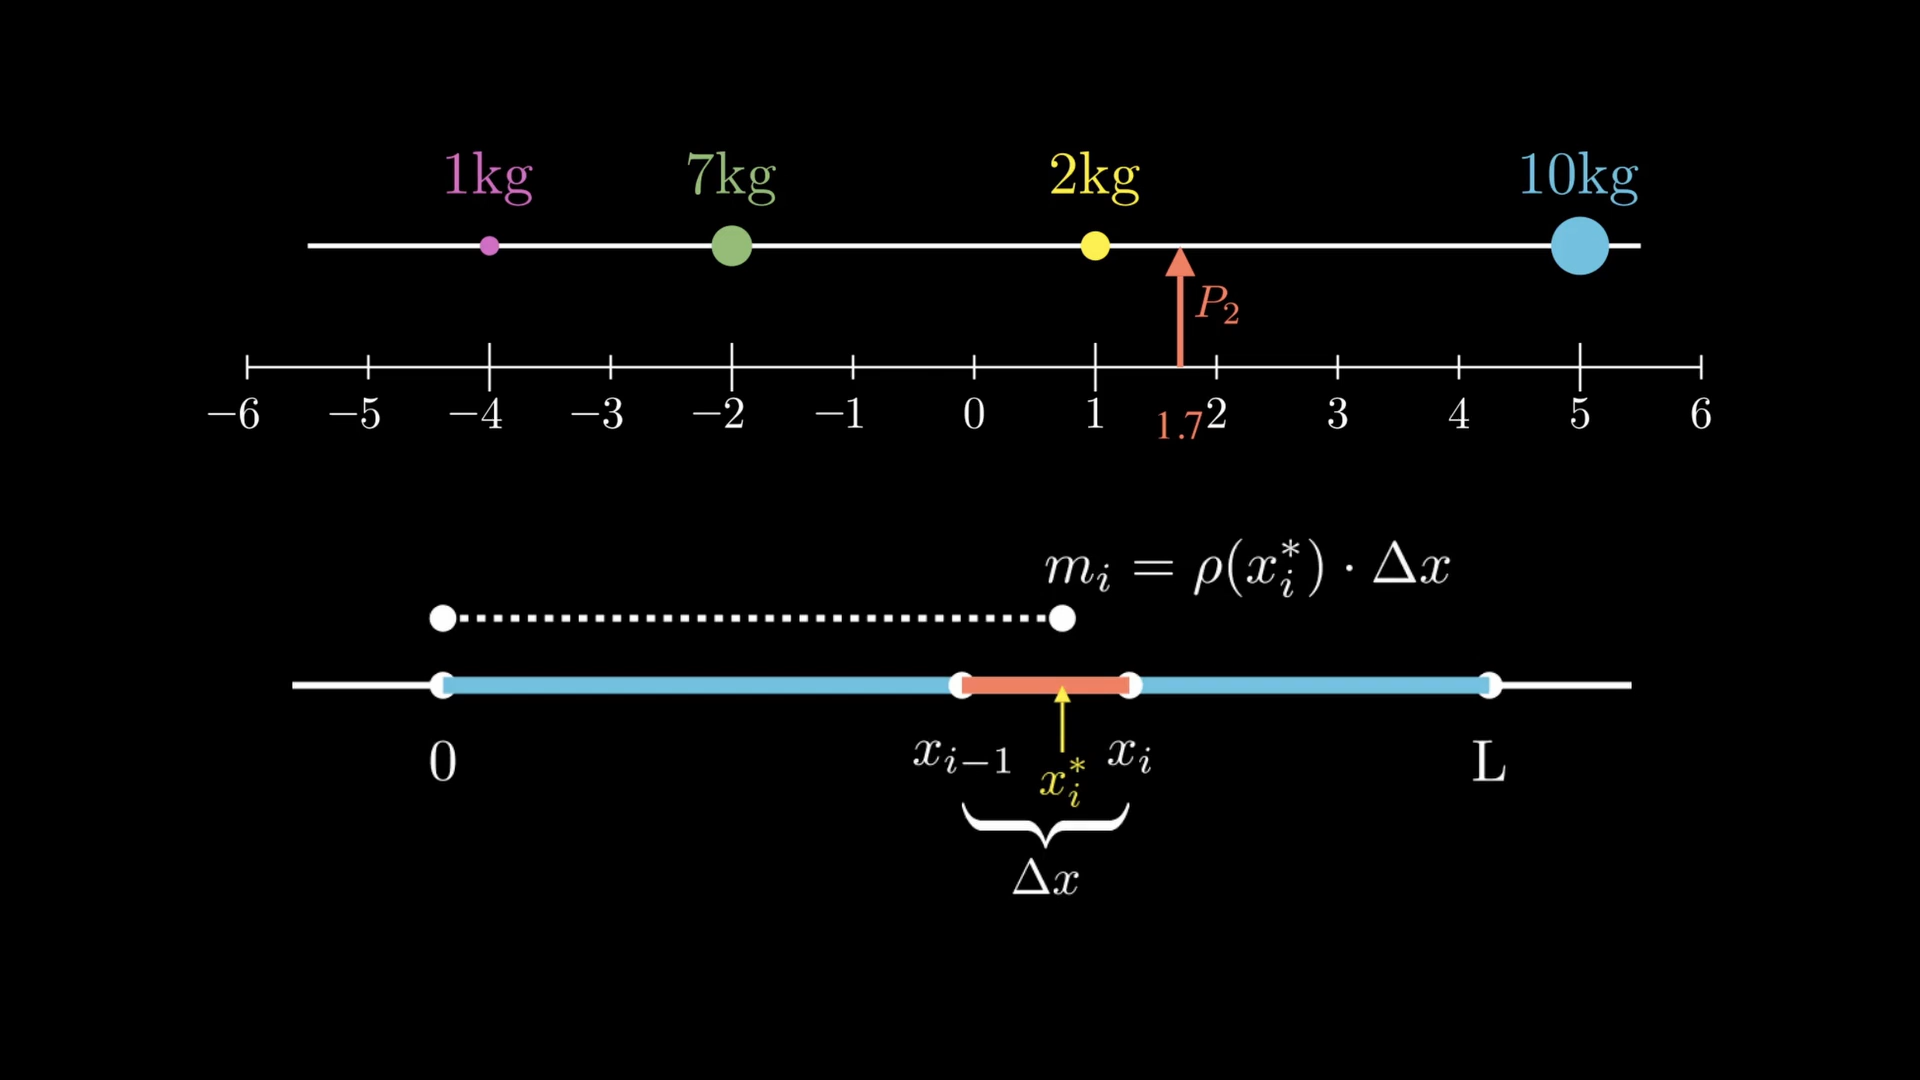 1kg 7kg 2kg 10kg
P₂
−6 −5 −4 −3 −2 −1 0 1 1.7 2 3 4 5 6
mᵢ = ρ(xᵢ*) · Δx
0 xᵢ₋₁ xᵢ* xᵢ L
Δx